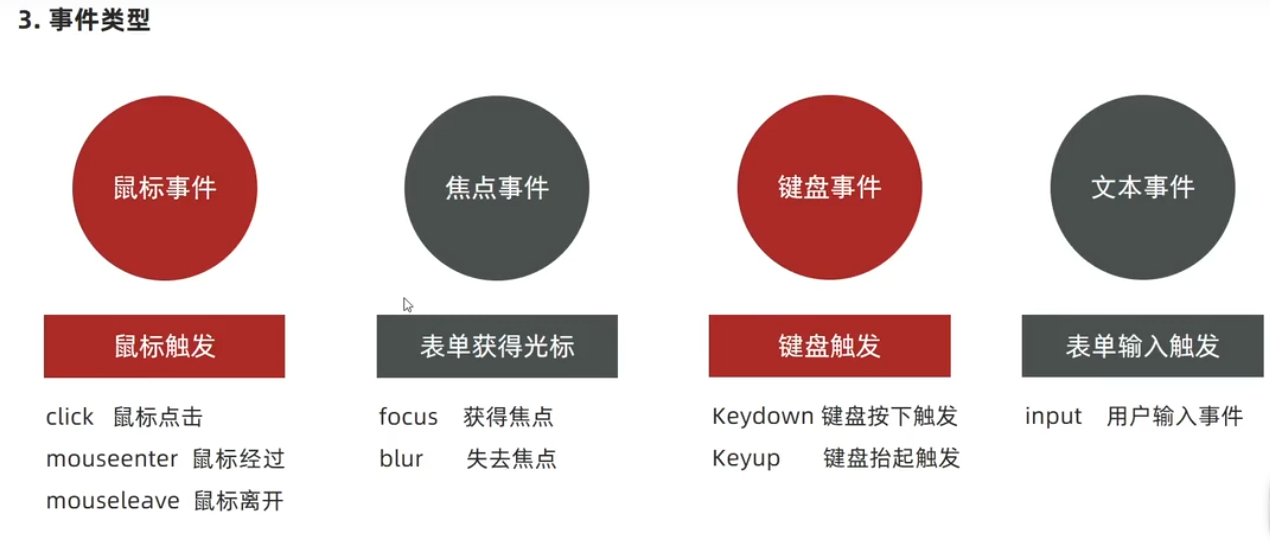 3. 事件类型
鼠标事件
焦点事件
键盘事件
文本事件
鼠标触发
表单获得光标
键盘触发
表单输入触发
click 鼠标点击
mouseenter 鼠标经过
mouseleave 鼠标离开
focus 获得焦点
blur 失去焦点
Keydown 键盘按下触发
Keyup 键盘抬起触发
input 用户输入事件